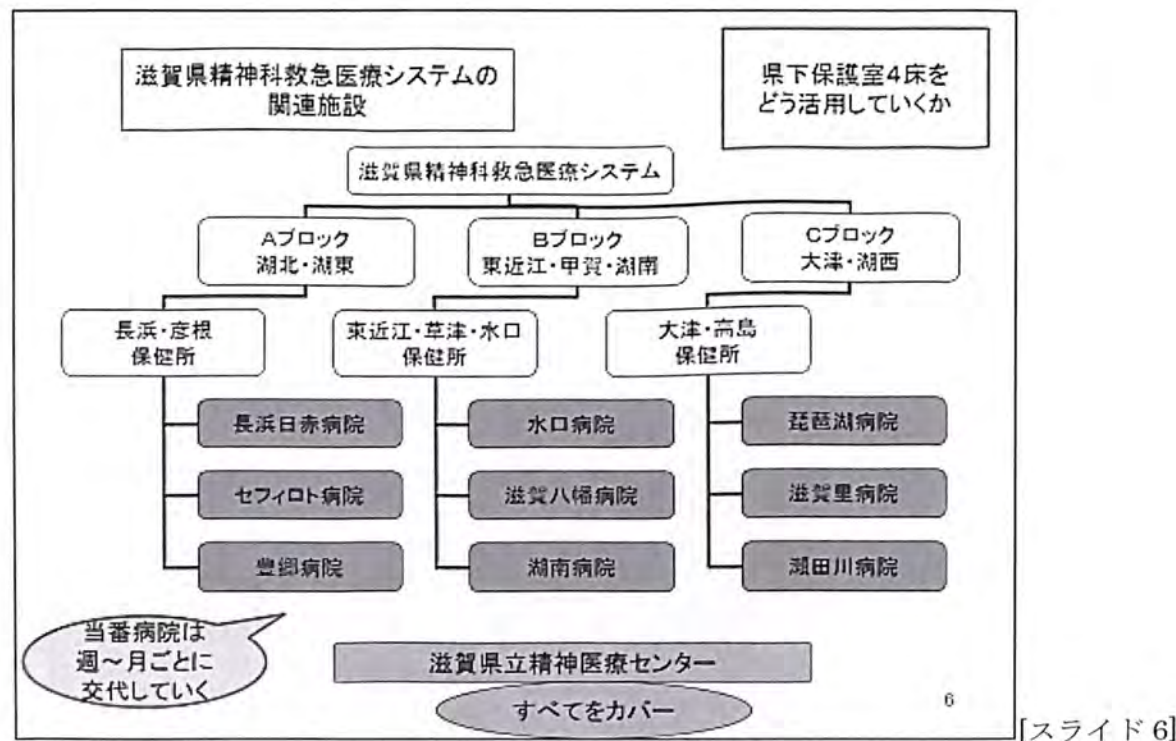 滋賀県精神科救急医療システムの
関連施設
県下保護室4床を
どう活用していくか
滋賀県精神科救急医療システム
Aブロック
湖北・湖東
Bブロック
東近江・甲賀・湖南
Cブロック
大津・湖西
長浜・彦根
保健所
東近江・草津・水口
保健所
大津・高島
保健所
長浜日赤病院
水口病院
琵琶湖病院
セフィロト病院
滋賀八幡病院
滋賀里病院
豊郷病院
湖南病院
瀬田川病院
当番病院は
週～月ごとに
交代していく
滋賀県立精神医療センター
すべてをカバー
6
[スライド 6]